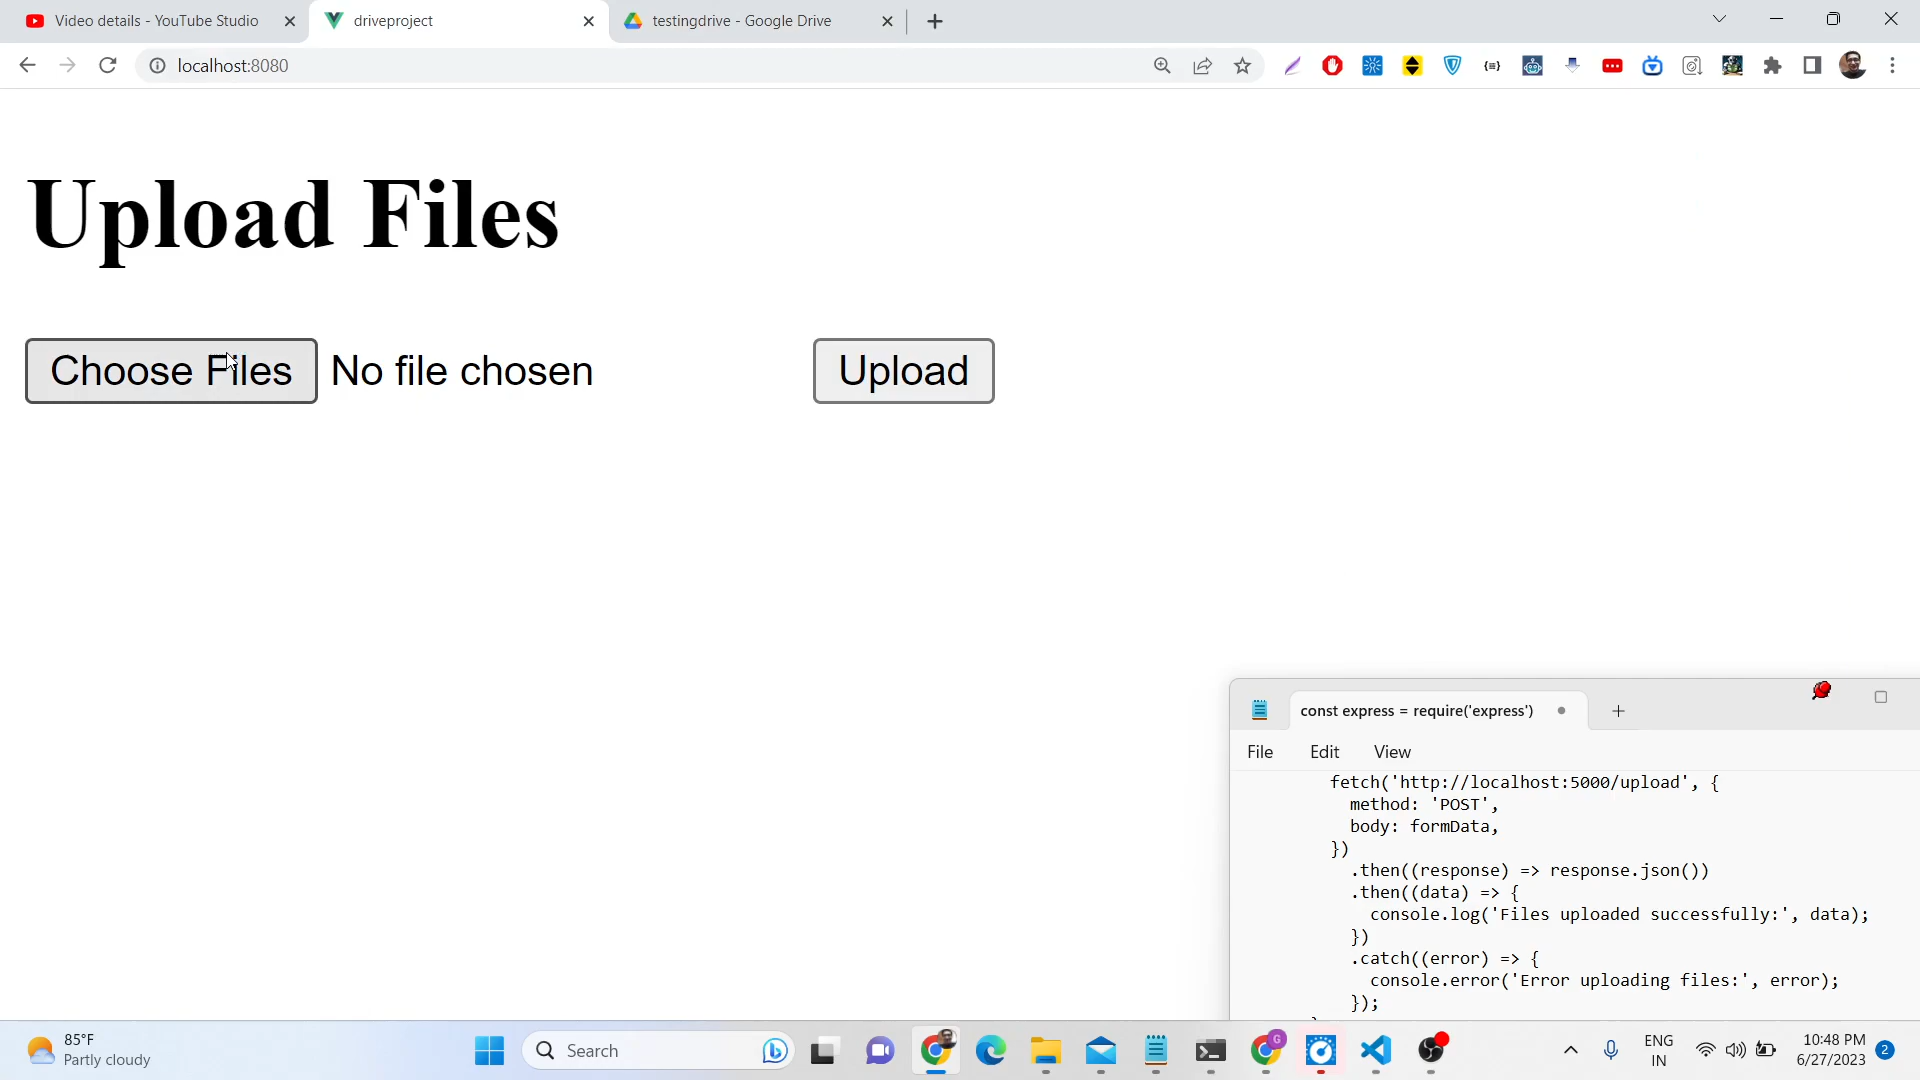 Video details - YouTube Studio
driveproject
testingdrive - Google Drive
localhost:8080
Upload Files
Choose Files
No file chosen
Upload
const express = require('express')
File
Edit
View
fetch('http://localhost:5000/upload', {
method: 'POST',
body: formData,
})
.then((response) => response.json())
.then((data) => {
console.log('Files uploaded successfully:', data);
})
.catch((error) => {
console.error('Error uploading files:', error);
});
85°F
Partly cloudy
Search
G
ENG
IN
10:48 PM
6/27/2023
2